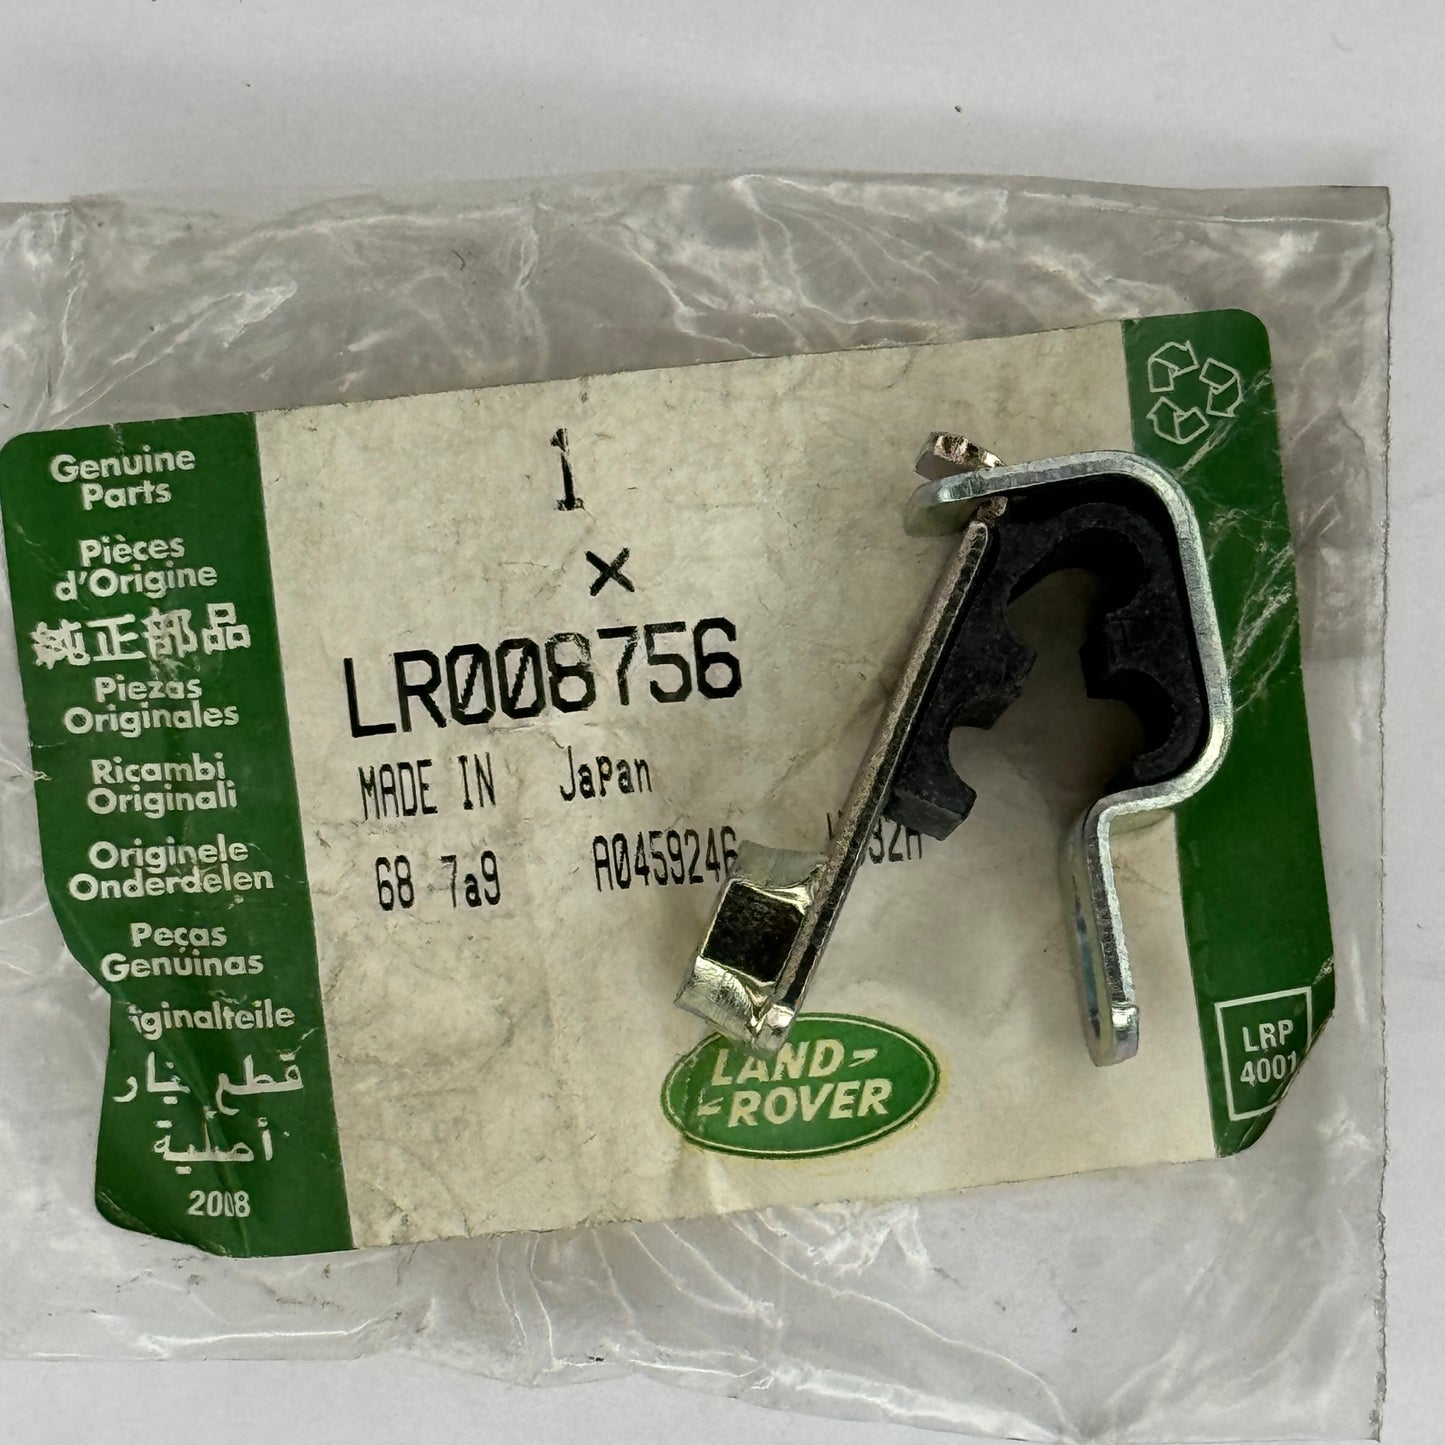 Genuine
Parts
Pièces
d'Origine
純正部品
Piezas
Originales
Ricambi
Originali
Originele
Onderdelen
Peças
Genúinas
iginalteile
قطع غيار
أصلية
2008
1
x
LR008756
MADE IN Japan
68 7a9 A0459246
LAND-
-ROVER
LRP
4001